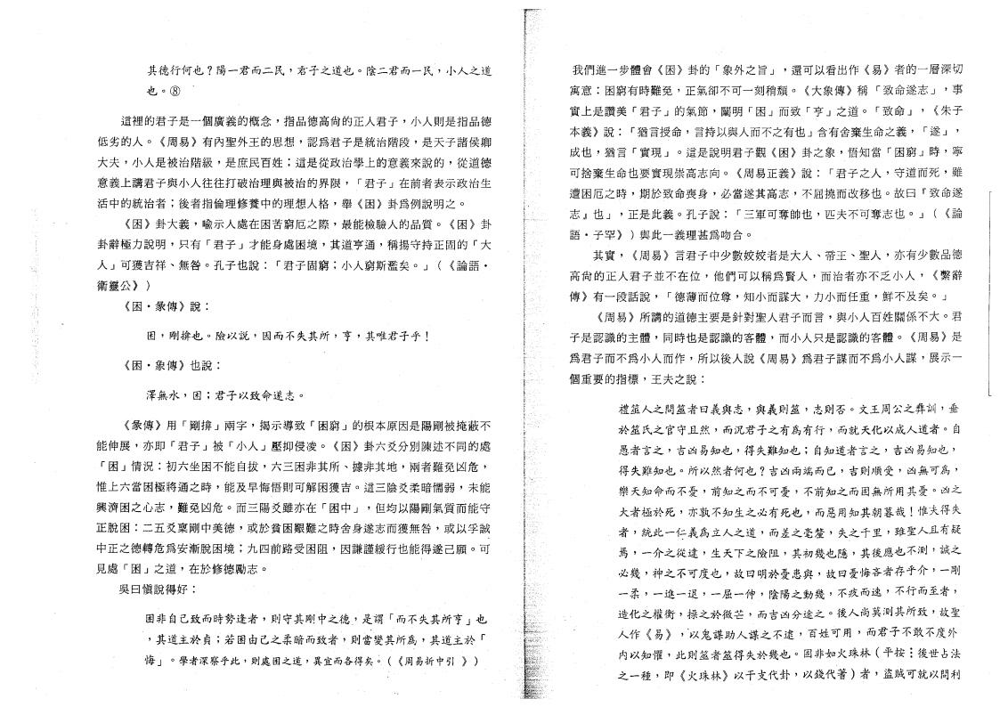 其德行何也？陽一君而二民，君子之道也。陰二君而一民，小人之道
也。⑧
這裡的君子是一個廣義的概念，指品德高尙的正人君子，小人則是指品德
低劣的人。《周易》有內聖外王的思想，認爲君子是統治階段，是天子諸侯卿
大夫，小人是被治階級，是庶民百姓；這是從政治學上的意義來說的，從道德
意義上講君子與小人往往打破治理與被治的界限，「君子」在前者表示政治生
活中的統治者；後者指倫理修養中的理想人格，舉《困》卦爲例說明之。
《困》卦大義，喻示人處在困苦窮厄之際，最能檢驗人的品質。《困》卦
卦辭極力說明，只有「君子」才能身處困境，其道亨通，稱揚守持正固的「大
人」可獲吉祥、無咎。孔子也說：「君子固窮；小人窮斯濫矣。」（《論語・
衛靈公》）
《困・彖傳》說：
困，剛揜也。險以說，因而不失其所，亨，其唯君子乎！
《困・象傳》也說：
澤無水，困；君子以致命遂志。
《彖傳》用「剛揜」兩字，揭示導致「困窮」的根本原因是陽剛被掩蔽不
能伸展，亦即「君子」被「小人」壓抑侵凌。《困》卦六爻分別陳述不同的處
「困」情況：初六坐困不能自拔，六三困非其所、據非其地，兩者難免凶危，
惟上六當困極將通之時，能及早悔悟則可解困獲吉。這三陰爻柔暗懦弱，未能
興濟困之心志，難免凶危。而三陽爻雖亦在「困中」，但均以陽剛氣質而能守
正脫困：二五爻稟剛中美德，或於貧困艱難之時舍身遂志而獲無咎，或以孚誠
中正之德轉危爲安漸脫困境；九四前路受困阻，因謙謹緩行也能得遂己願。可
見處「困」之道，在於修德勵志。
吳曰愼說得好：
困非自己致而時勢逢者，則守其剛中之德，是謂「而不失其所亨」也
，其道主於貞；若困由己之柔暗而致者，則當變其所爲，其道主於「
悔」。學者深察乎此，則處困之道，異宜而各得矣。（《周易折中引 》）
我們進一步體會《困》卦的「象外之旨」，還可以看出作《易》者的一層深切
寓意：困窮有時難免，正氣卻不可一刻稍頹。《大象傳》稱「致命遂志」，事
實上是讚美「君子」的氣節，闡明「困」而致「亨」之道。「致命」，《朱子
本義》說：「猶言授命，言持以與人而不之有也」含有舍棄生命之義，「遂」，
成也，猶言「實現」。這是說明君子觀《困》卦之象，悟知當「困窮」時，寧
可捨棄生命也要實現崇高志向。《周易正義》說：「君子之人，守道而死，雖
遭困厄之時，期於致命喪身，必當遂其高志，不屈撓而改移也。故曰『致命遂
志』也」，正是此義。孔子說：「三軍可奪帥也，匹夫不可奪志也。」（《論
語・子罕》）與此一義理甚爲吻合。
其實，《周易》言君子中少數姣姣者是大人、帝王、聖人，亦有少數品德
高尙的正人君子並不在位，他們可以稱爲賢人，而治者亦不乏小人，《繫辭
傳》有一段話說，「德薄而位尊，知小而謀大，力小而任重，鮮不及矣。」
《周易》所講的道德主要是針對聖人君子而言，與小人百姓關係不大。君
子是認識的主體，同時也是認識的客體，而小人只是認識的客體。《周易》是
爲君子而不爲小人而作，所以後人說《周易》爲君子謀而不爲小人謀，展示一
個重要的指標，王夫之說：
禮筮人之問筮者曰義與志，與義則筮，志則否。文王周公之彝訓，垂
於筮氏之官守且然，而況君子之有爲有行，而就天化以成人道者。自
愚者言之，吉凶易知也，得失難知也；自知道者言之，吉凶易知也，
得失難知也。所以然者何也？吉凶兩端而已，吉則順受，凶無可爲，
樂天知命而不憂，前知之而不可憂，不前知之而固無所用其憂。凶之
大者極於死，亦孰不知生之必有死也，而惡用知其朝暮哉！惟夫得失
者，統此一仁義爲立人之道，而差之毫釐，失之千里，雖聖人且有疑
焉，一介之從違，生天下之險阻，其初幾也隱，其後應也不測，誠之
必幾，神之不可度也，故曰明於憂患與，故曰憂悔吝者存乎介，一剛
一柔，一進一退，一屈一伸，陰陽之動幾，不疾而速，不行而至者，
造化之權衡，操之於微芒，而吉凶分途之。後人尚莫測其所致，故聖
人作《易》，以鬼謀助人謀之不逮，百姓可用，而君子不敢不度外
內以知懼，此則筮者筮得失於幾也。固非如火珠林（平按：後世占法
之一種，即《火珠林》以干支代卦，以錢代蓍）者，盜賊可就以問利